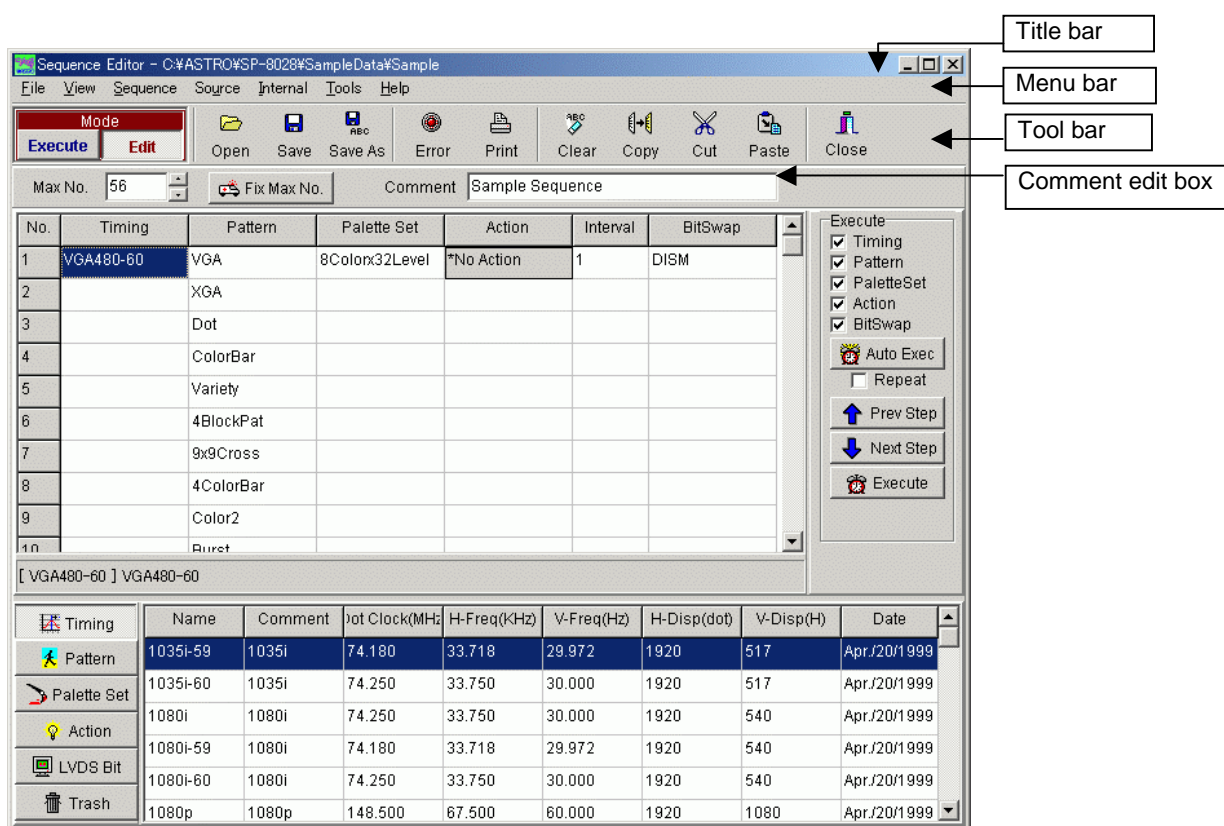 Title bar
Sequence Editor - C:¥ASTRO¥SP-8028¥SampleData¥Sample
File View Sequence Source Internal Tools Help
Menu bar
Mode
Execute Edit
Open Save Save As Error Print Clear Copy Cut Paste Close
Tool bar
Max No. 56 Fix Max No. Comment Sample Sequence
Comment edit box
No. Timing Pattern Palette Set Action Interval BitSwap
1 VGA480-60 VGA 8Colorx32Level *No Action 1 DISM
2 XGA
3 Dot
4 ColorBar
5 Variety
6 4BlockPat
7 9x9Cross
8 4ColorBar
9 Color2
10 Burst
Execute
Timing
Pattern
PaletteSet
Action
BitSwap
Auto Exec
Repeat
Prev Step
Next Step
Execute
[ VGA480-60 ] VGA480-60
Timing
Pattern
Palette Set
Action
LVDS Bit
Trash
Name Comment Dot Clock(MHz H-Freq(KHz) V-Freq(Hz) H-Disp(dot) V-Disp(H) Date
1035i-59 1035i 74.180 33.718 29.972 1920 517 Apr./20/1999
1035i-60 1035i 74.250 33.750 30.000 1920 517 Apr./20/1999
1080i 1080i 74.250 33.750 30.000 1920 540 Apr./20/1999
1080i-59 1080i 74.180 33.718 29.972 1920 540 Apr./20/1999
1080i-60 1080i 74.250 33.750 30.000 1920 540 Apr./20/1999
1080p 1080p 148.500 67.500 60.000 1920 1080 Apr./20/1999